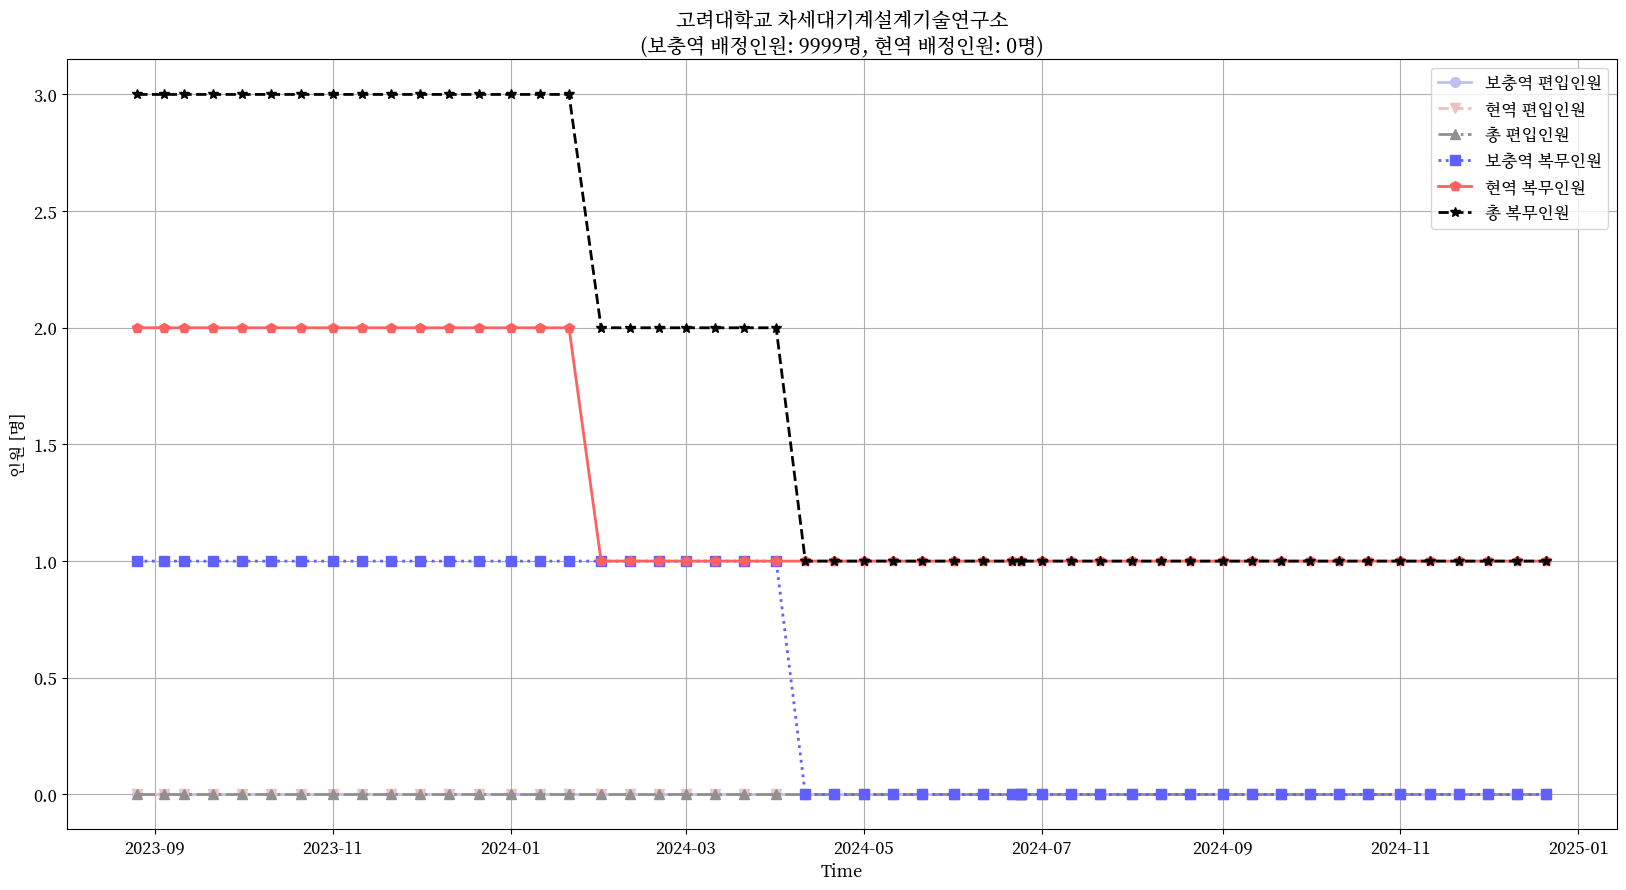 고려대학교 차세대기계설계기술연구소
(보충역 배정인원: 9999명, 현역 배정인원: 0명)
보충역 편입인원
현역 편입인원
총 편입인원
보충역 복무인원
현역 복무인원
총 복무인원
인원 [명]
3.0
2.5
2.0
1.5
1.0
0.5
0.0
2023-09 2023-11 2024-01 2024-03 2024-05 2024-07 2024-09 2024-11 2025-01
Time